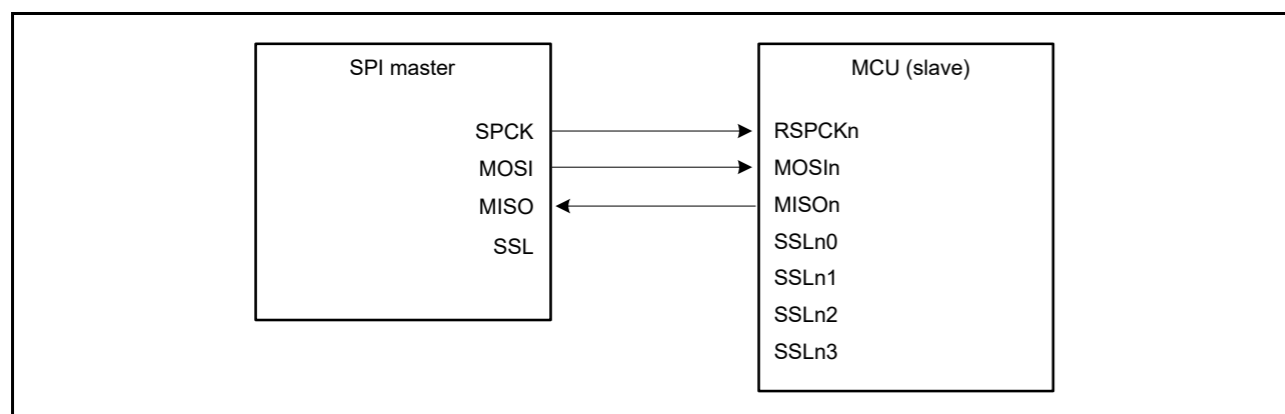 SPI master
SPCK
MOSI
MISO
SSL
MCU (slave)
RSPCKn
MOSIn
MISOn
SSLn0
SSLn1
SSLn2
SSLn3